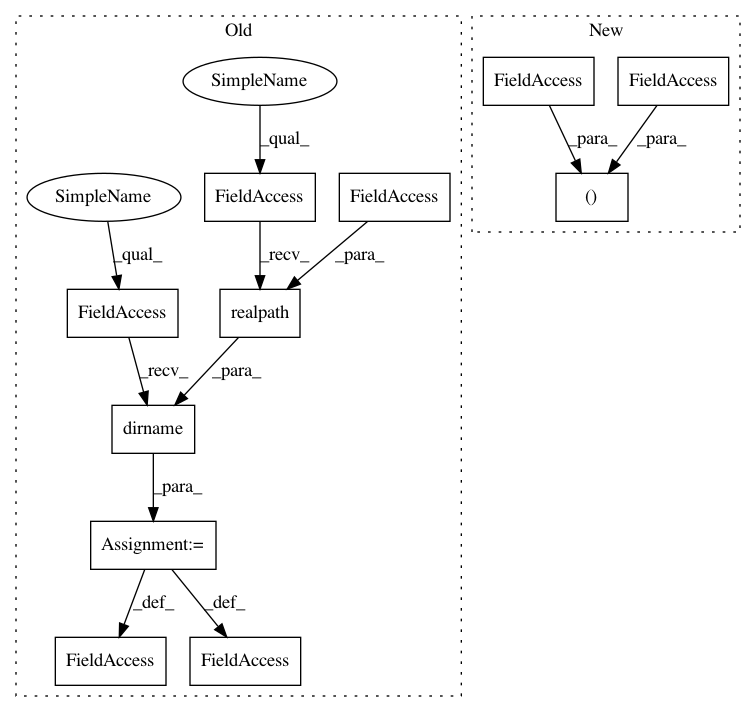 Old
New
SimpleName
FieldAccess
FieldAccess
_qual_
_para_
_para_
SimpleName
FieldAccess
FieldAccess
()
_qual_
_recv_
_para_
FieldAccess
realpath
_recv_
_para_
dirname
_para_
Assignment:=
_def_
_def_
FieldAccess
FieldAccess